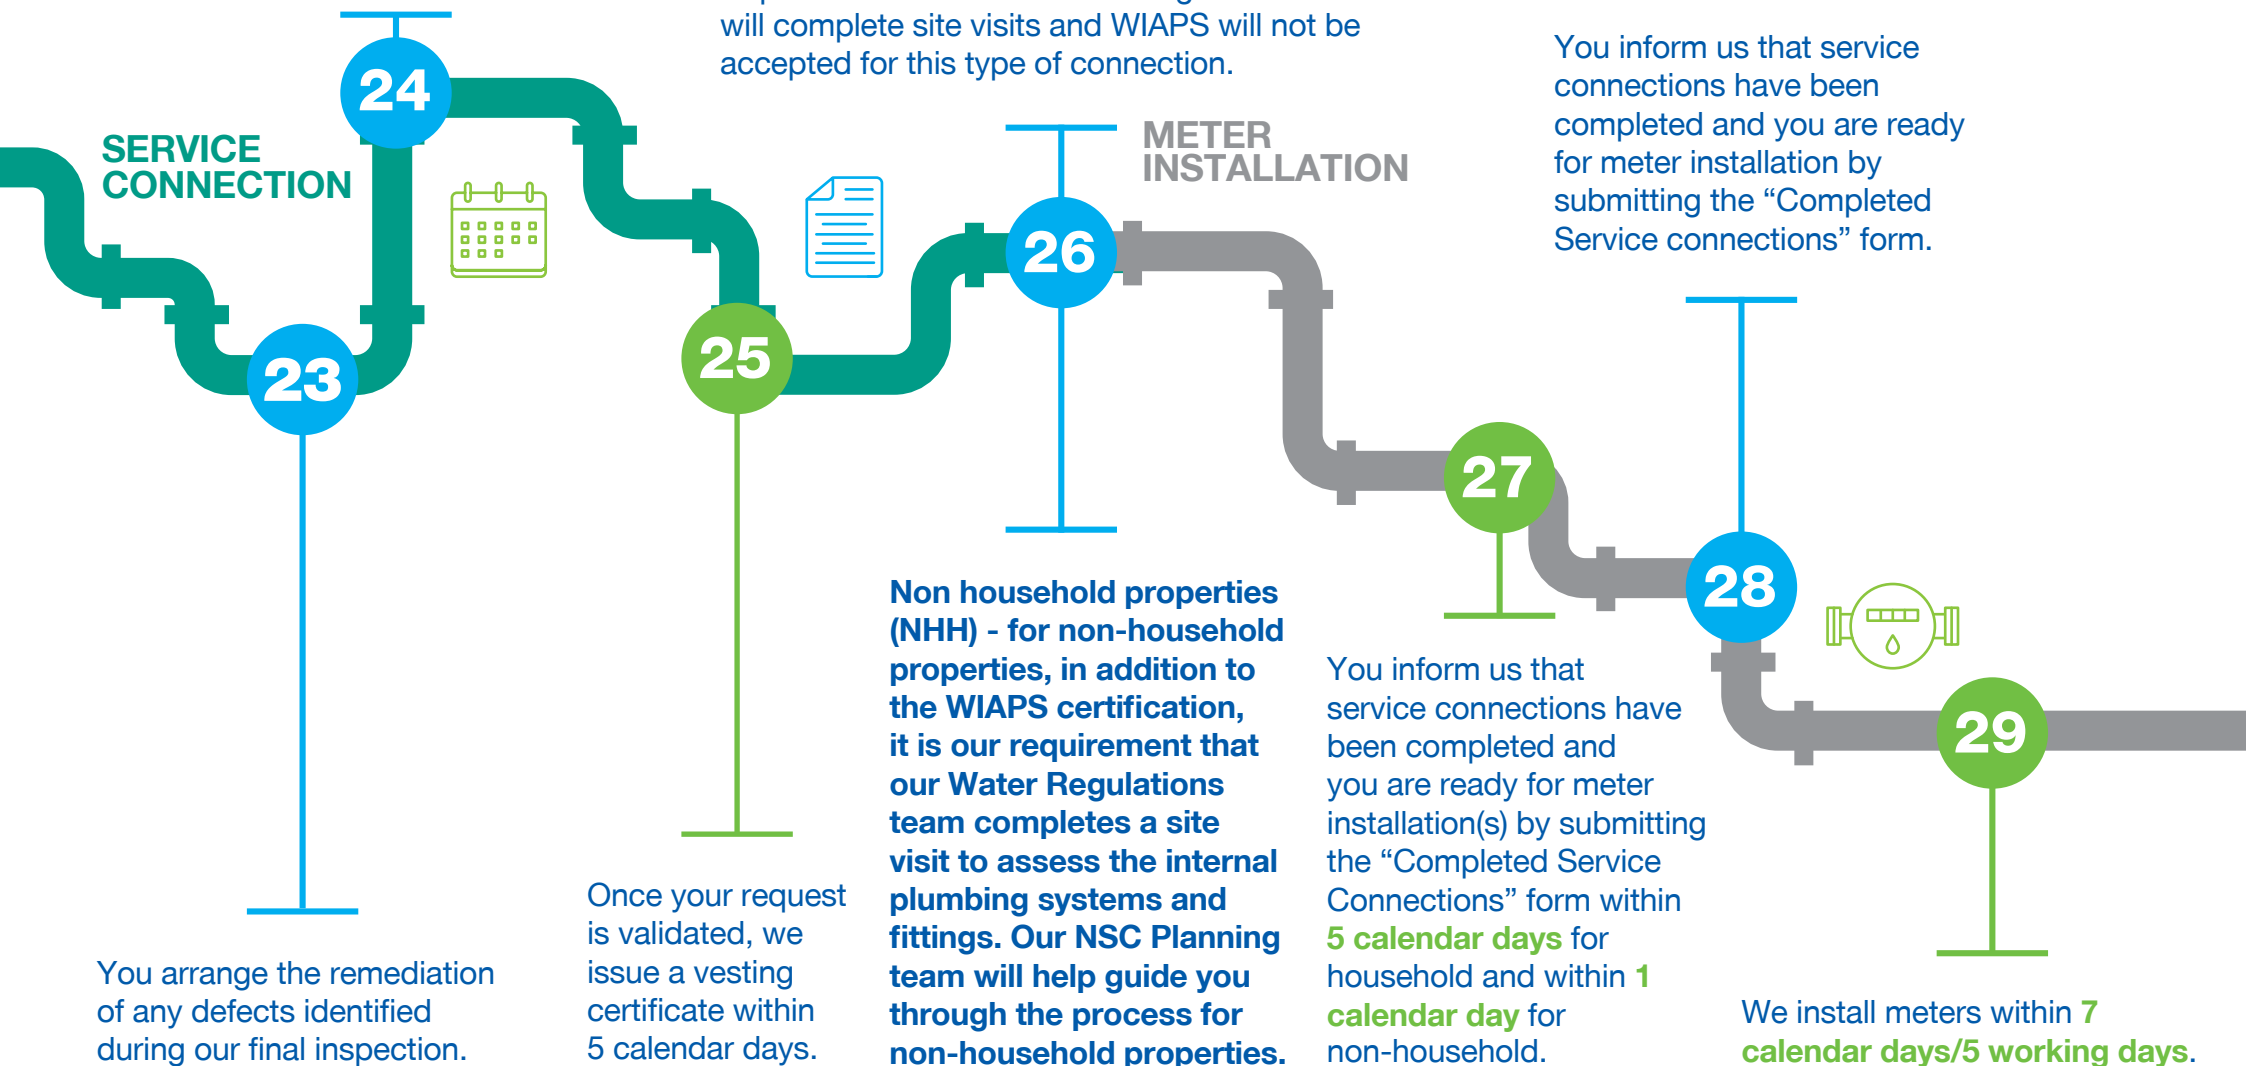 will complete site visits and WIAPS will not be
accepted for this type of connection.
24
SERVICE
CONNECTION
23
25
26
METER
INSTALLATION
You inform us that service
connections have been
completed and you are ready
for meter installation by
submitting the “Completed
Service connections” form.
27
28
29
You arrange the remediation
of any defects identified
during our final inspection.
Once your request
is validated, we
issue a vesting
certificate within
5 calendar days.
Non household properties
(NHH) - for non-household
properties, in addition to
the WIAPS certification,
it is our requirement that
our Water Regulations
team completes a site
visit to assess the internal
plumbing systems and
fittings. Our NSC Planning
team will help guide you
through the process for
non-household properties.
You inform us that
service connections have
been completed and
you are ready for meter
installation(s) by submitting
the “Completed Service
Connections” form within
5 calendar days for
household and within 1
calendar day for
non-household.
We install meters within 7
calendar days/5 working days.